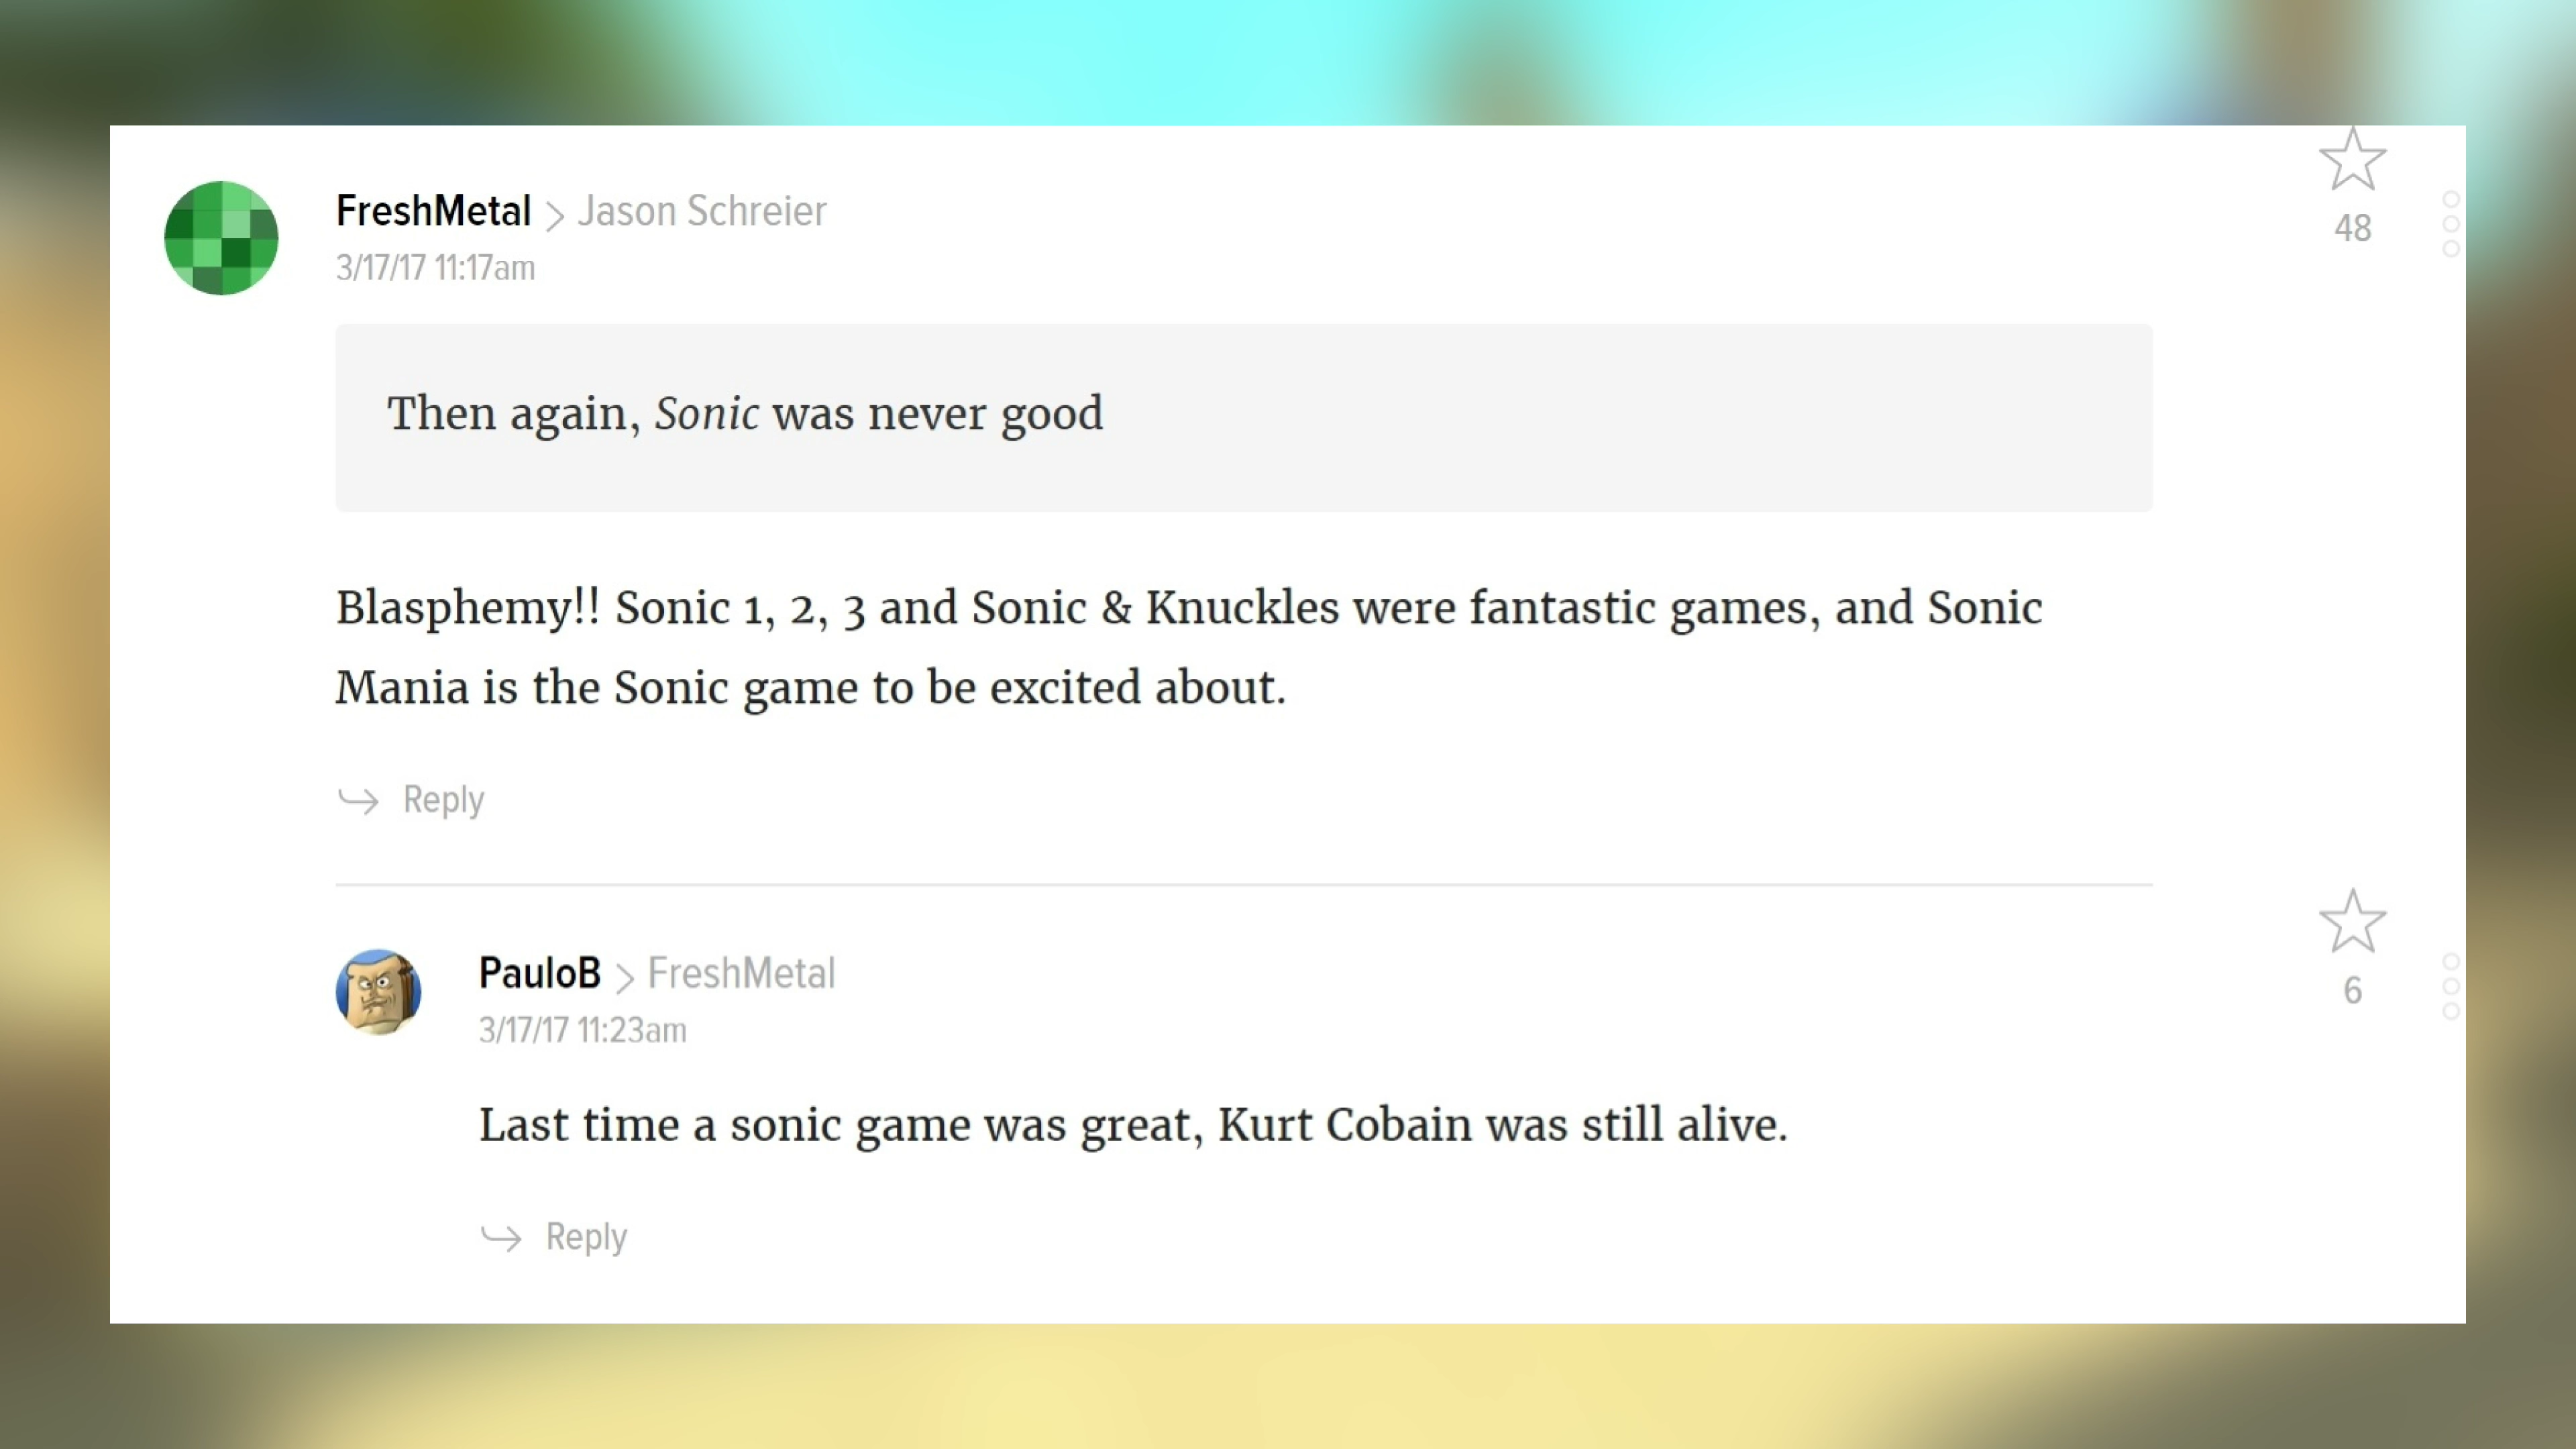 FreshMetal > Jason Schreier
3/17/17 11:17am
48
Then again, Sonic was never good
Blasphemy!! Sonic 1, 2, 3 and Sonic & Knuckles were fantastic games, and Sonic
Mania is the Sonic game to be excited about.
Reply
PauloB > FreshMetal
3/17/17 11:23am
6
Last time a sonic game was great, Kurt Cobain was still alive.
Reply